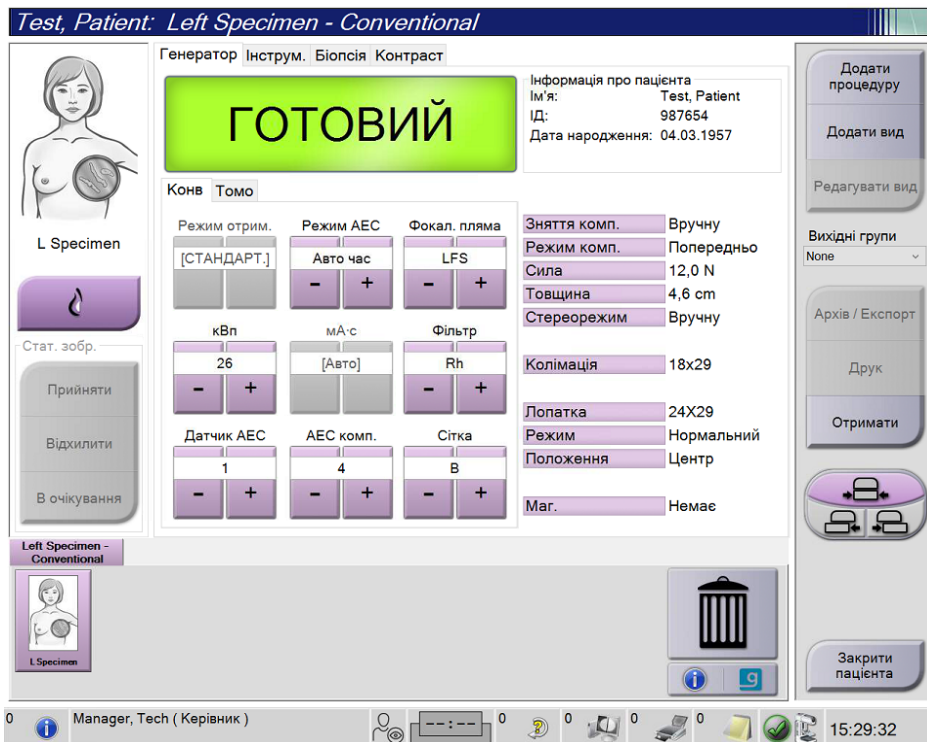 Test, Patient: Left Specimen - Conventional
Генератор Інструм. Біопсія Контраст
ГОТОВИЙ
Інформація про пацієнта
Ім'я: Test, Patient
ІД: 987654
Дата народження: 04.03.1957
L Specimen
Стат. зобр.
Прийняти
Відхилити
В очікування
Конв Томо
Режим отрим. Режим АЕС Фокал. пляма
[СТАНДАРТ.] Авто час LFS
- + - +
кВп мА·с Фільтр
26 [Авто] Rh
- + - +
Датчик АЕС АЕС комп. Сітка
1 4 В
- + - + - +
Зняття комп. Вручну
Режим комп. Попередньо
Сила 12,0 N
Товщина 4,6 cm
Стереорежим Вручну
Колімація 18x29
Лопатка 24X29
Режим Нормальний
Положення Центр
Маг. Немає
Додати
процедуру
Додати вид
Редагувати вид
Вихідні групи
None
Архів / Експорт
Друк
Отримати
Left Specimen -
Conventional
L Specimen
Закрити
пацієнта
0 Manager, Tech ( Керівник ) --:-- 0 0 0 0 15:29:32